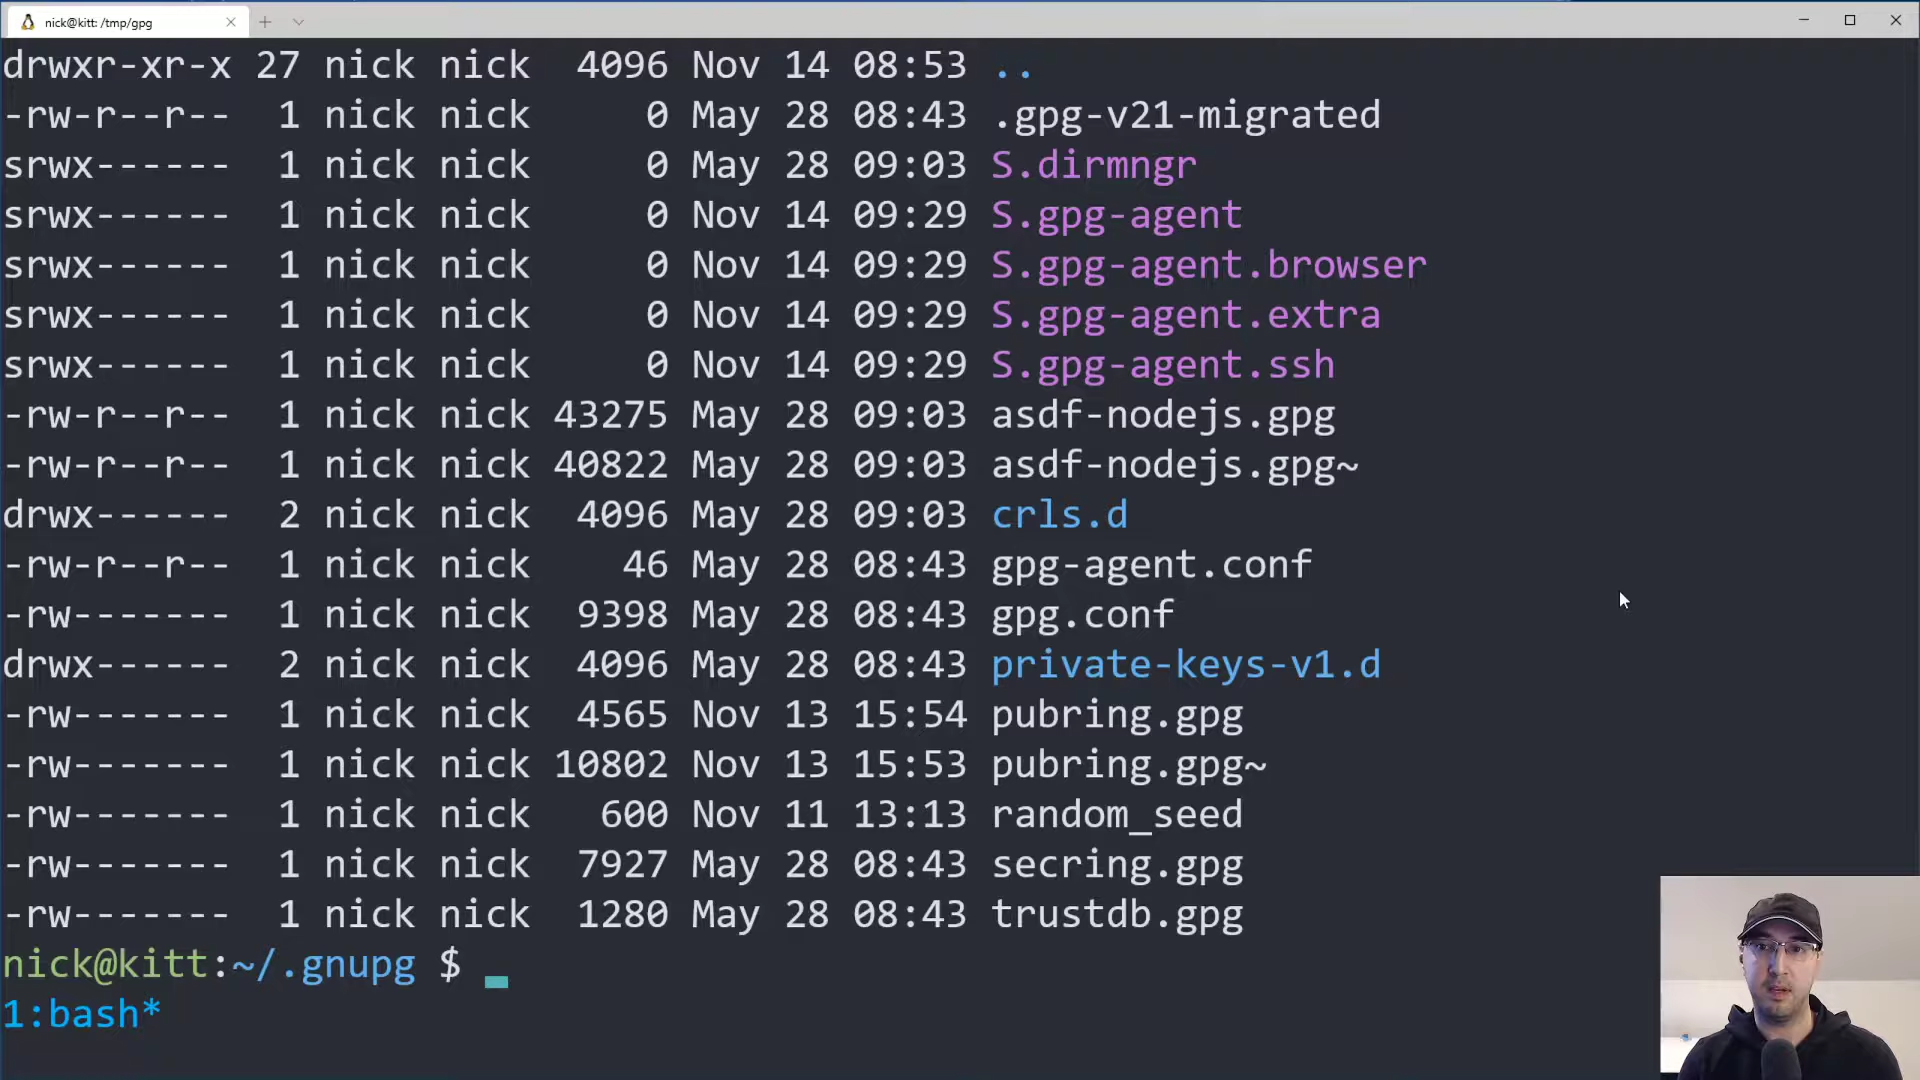 nick@kitt: /tmp/gpg
drwxr-xr-x 27 nick nick  4096 Nov 14 08:53 ..
-rw-r--r--  1 nick nick     0 May 28 08:43 .gpg-v21-migrated
srwx------  1 nick nick     0 May 28 09:03 S.dirmngr
srwx------  1 nick nick     0 Nov 14 09:29 S.gpg-agent
srwx------  1 nick nick     0 Nov 14 09:29 S.gpg-agent.browser
srwx------  1 nick nick     0 Nov 14 09:29 S.gpg-agent.extra
srwx------  1 nick nick     0 Nov 14 09:29 S.gpg-agent.ssh
-rw-r--r--  1 nick nick 43275 May 28 09:03 asdf-nodejs.gpg
-rw-r--r--  1 nick nick 40822 May 28 09:03 asdf-nodejs.gpg~
drwx------  2 nick nick  4096 May 28 09:03 crls.d
-rw-r--r--  1 nick nick    46 May 28 08:43 gpg-agent.conf
-rw-------  1 nick nick  9398 May 28 08:43 gpg.conf
drwx------  2 nick nick  4096 May 28 08:43 private-keys-v1.d
-rw-------  1 nick nick  4565 Nov 13 15:54 pubring.gpg
-rw-------  1 nick nick 10802 Nov 13 15:53 pubring.gpg~
-rw-------  1 nick nick   600 Nov 11 13:13 random_seed
-rw-------  1 nick nick  7927 May 28 08:43 secring.gpg
-rw-------  1 nick nick  1280 May 28 08:43 trustdb.gpg
nick@kitt:~/.gnupg $
1:bash*